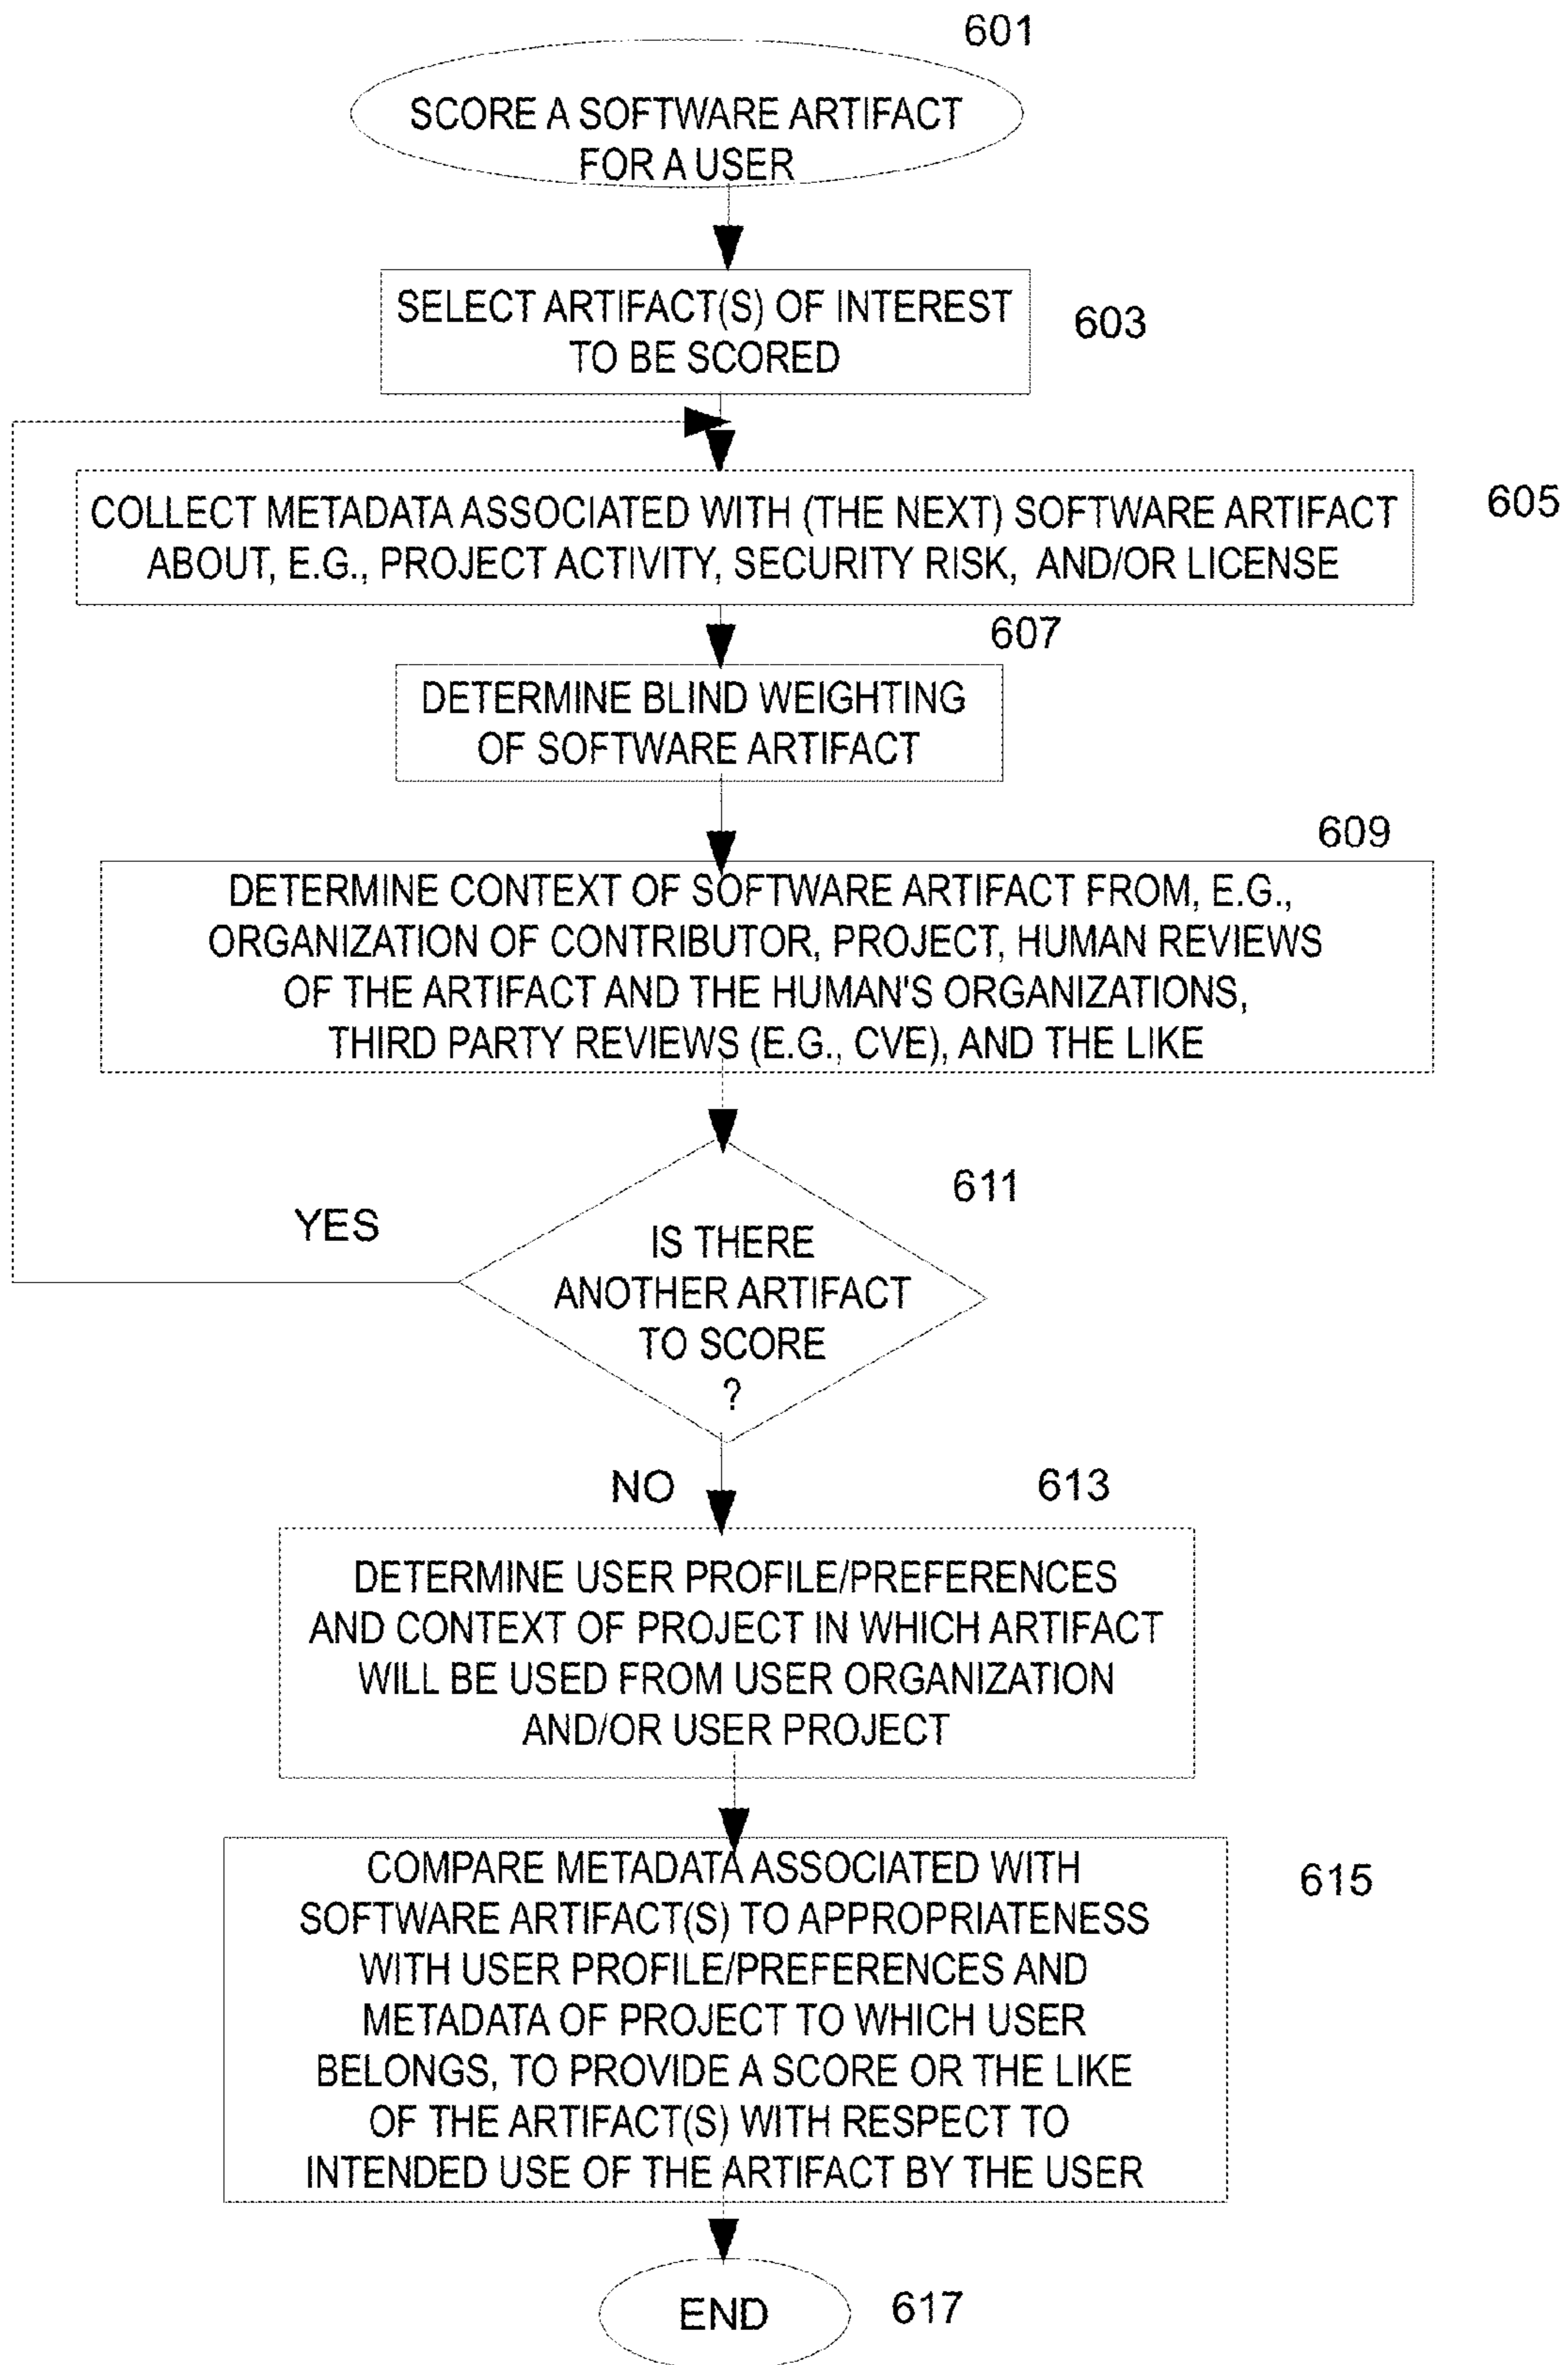 601
SCORE A SOFTWARE ARTIFACT
FOR A USER
SELECT ARTIFACT(S) OF INTEREST
TO BE SCORED
603
COLLECT METADATA ASSOCIATED WITH (THE NEXT) SOFTWARE ARTIFACT
ABOUT, E.G., PROJECT ACTIVITY, SECURITY RISK, AND/OR LICENSE
605
607
DETERMINE BLIND WEIGHTING
OF SOFTWARE ARTIFACT
609
DETERMINE CONTEXT OF SOFTWARE ARTIFACT FROM, E.G.,
ORGANIZATION OF CONTRIBUTOR, PROJECT, HUMAN REVIEWS
OF THE ARTIFACT AND THE HUMAN'S ORGANIZATIONS,
THIRD PARTY REVIEWS (E.G., CVE), AND THE LIKE
611
YES
IS THERE
ANOTHER ARTIFACT
TO SCORE
?
NO
613
DETERMINE USER PROFILE/PREFERENCES
AND CONTEXT OF PROJECT IN WHICH ARTIFACT
WILL BE USED FROM USER ORGANIZATION
AND/OR USER PROJECT
COMPARE METADATA ASSOCIATED WITH
SOFTWARE ARTIFACT(S) TO APPROPRIATENESS
WITH USER PROFILE/PREFERENCES AND
METADATA OF PROJECT TO WHICH USER
BELONGS, TO PROVIDE A SCORE OR THE LIKE
OF THE ARTIFACT(S) WITH RESPECT TO
INTENDED USE OF THE ARTIFACT BY THE USER
615
END
617